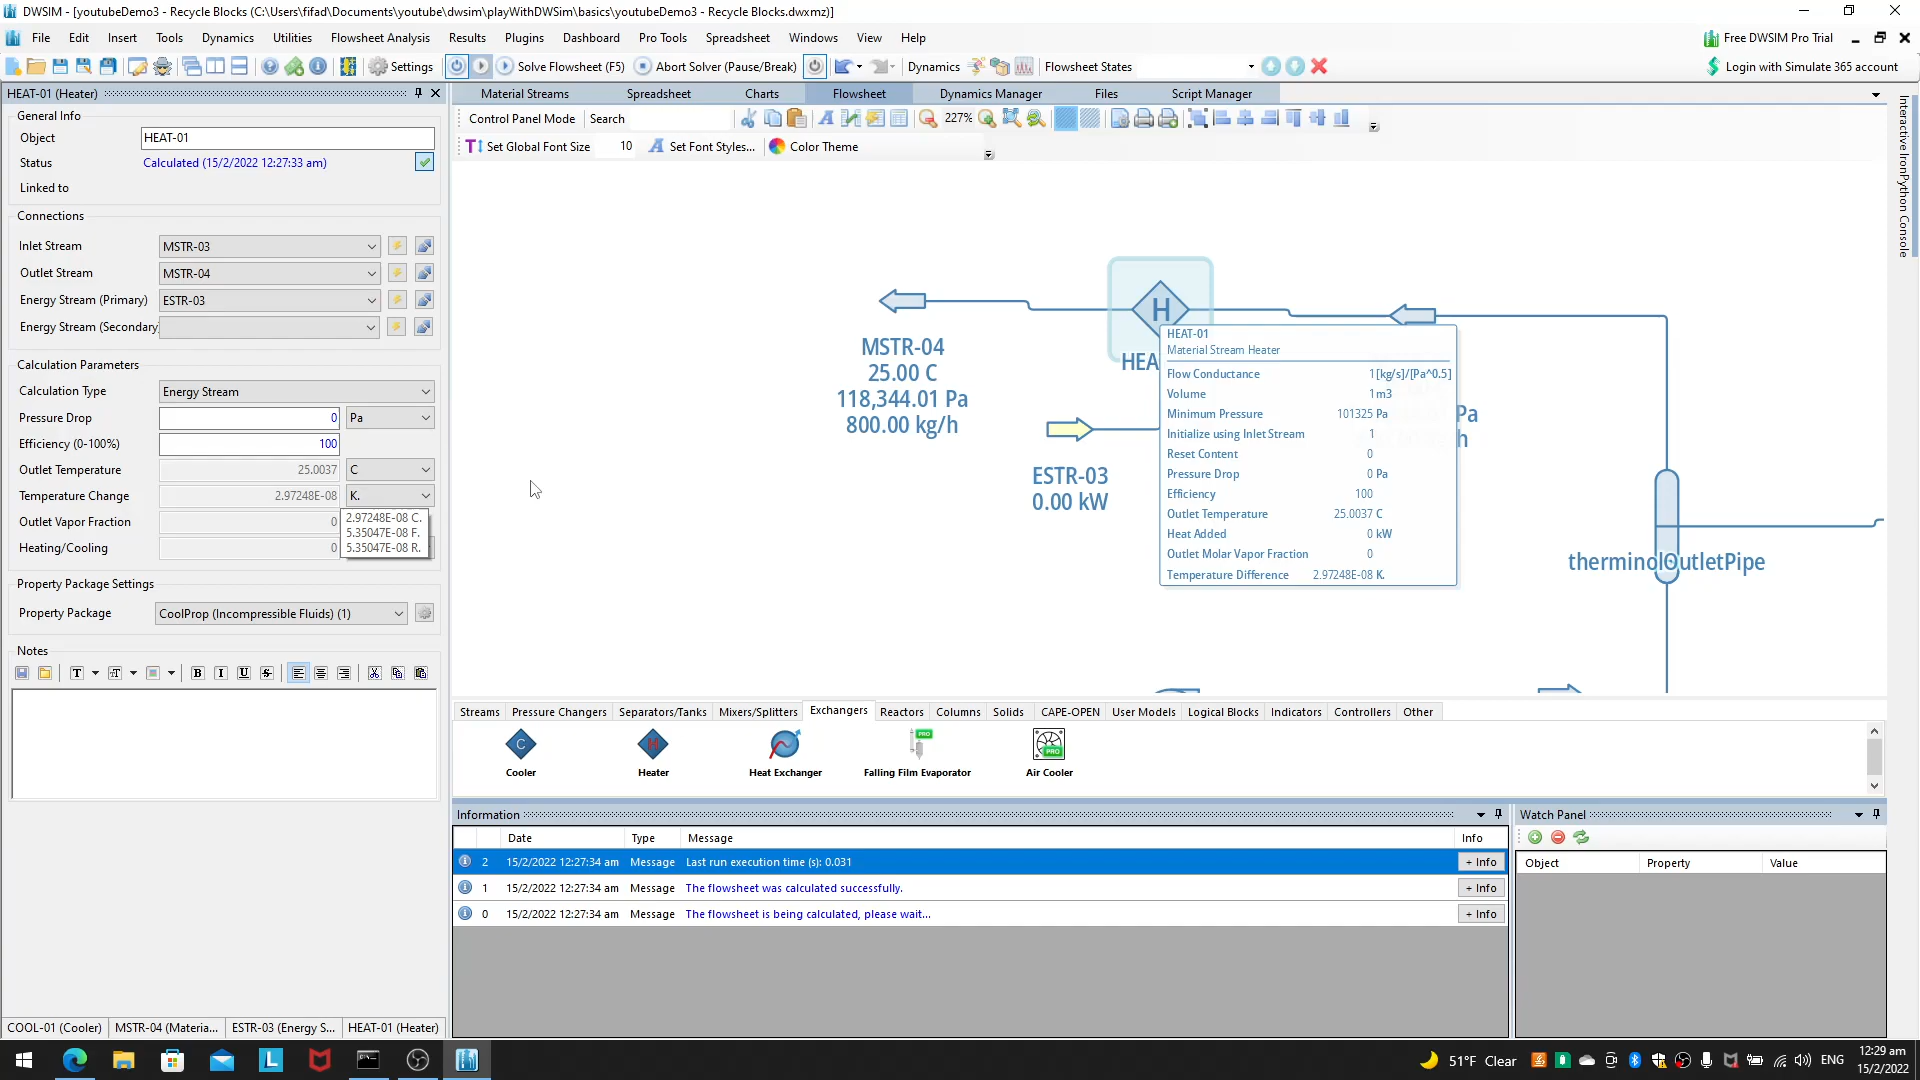 DWSIM - [youtubeDemo3 - Recycle Blocks (C:\Users\fifad\Documents\youtube\dwsim\playWithDWSim\basics\youtubeDemo3 - Recycle Blocks.dwxmz)]
File Edit Insert Tools Dynamics Utilities Flowsheet Analysis Results Plugins Dashboard Pro Tools Spreadsheet Windows View Help Free DWSIM Pro Trial
Settings Solve Flowsheet (F5) Abort Solver (Pause/Break) Dynamics Flowsheet States Login with Simulate 365 account
HEAT-01 (Heater)
General Info
Object HEAT-01
Status Calculated (15/2/2022 12:27:33 am)
Linked to
Connections
Inlet Stream MSTR-03
Outlet Stream MSTR-04
Energy Stream (Primary) ESTR-03
Energy Stream (Secondary
Calculation Parameters
Calculation Type Energy Stream
Pressure Drop 0 Pa
Efficiency (0-100%) 100
Outlet Temperature 25.0037 C
Temperature Change 2.97248E-08 K.
Outlet Vapor Fraction 0
Heating/Cooling 0
2.97248E-08 C.
5.35047E-08 F.
5.35047E-08 R.
Property Package Settings
Property Package CoolProp (Incompressible Fluids) (1)
Notes
T T B I U S
COOL-01 (Cooler) MSTR-04 (Materia... ESTR-03 (Energy S... HEAT-01 (Heater)
Material Streams Spreadsheet Charts Flowsheet Dynamics Manager Files Script Manager
Control Panel Mode Search 227%
Set Global Font Size 10 Set Font Styles... Color Theme
Interactive IronPython Console
H
HEA
MSTR-04
25.00 C
118,344.01 Pa
800.00 kg/h
ESTR-03
0.00 kW
Pa
h
therminolOutletPipe
HEAT-01
Material Stream Heater
Flow Conductance 1 [kg/s]/[Pa^0.5]
Volume 1 m3
Minimum Pressure 101325 Pa
Initialize using Inlet Stream 1
Reset Content 0
Pressure Drop 0 Pa
Efficiency 100
Outlet Temperature 25.0037 C
Heat Added 0 kW
Outlet Molar Vapor Fraction 0
Temperature Difference 2.97248E-08 K.
Streams Pressure Changers Separators/Tanks Mixers/Splitters Exchangers Reactors Columns Solids CAPE-OPEN User Models Logical Blocks Indicators Controllers Other
C H PRO PRO
Cooler Heater Heat Exchanger Falling Film Evaporator Air Cooler
Information
Date Type Message Info
2 15/2/2022 12:27:34 am Message Last run execution time (s): 0.031 + Info
1 15/2/2022 12:27:34 am Message The flowsheet was calculated successfully. + Info
0 15/2/2022 12:27:34 am Message The flowsheet is being calculated, please wait... + Info
Watch Panel
Object Property Value
L 51°F Clear ENG 12:29 am
15/2/2022